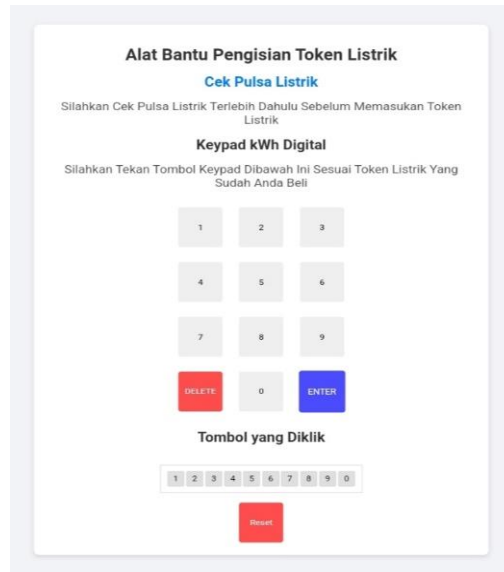 Alat Bantu Pengisian Token Listrik
Cek Pulsa Listrik
Silahkan Cek Pulsa Listrik Terlebih Dahulu Sebelum Memasukan Token
Listrik
Keypad kWh Digital
Silahkan Tekan Tombol Keypad Dibawah Ini Sesuai Token Listrik Yang
Sudah Anda Beli
1 2 3
4 5 6
7 8 9
DELETE 0 ENTER
Tombol yang Diklik
1 2 3 4 5 6 7 8 9 0
Reset